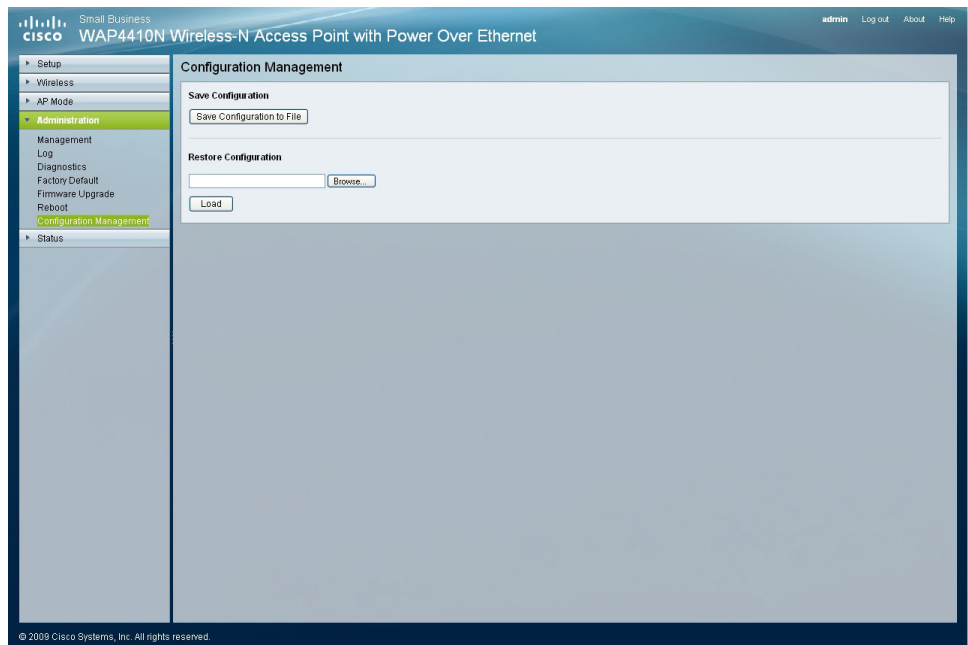 Small Business
CISCO WAP4410N Wireless-N Access Point with Power Over Ethernet
admin Log out About Help
Setup
Wireless
AP Mode
Administration
Management
Log
Diagnostics
Factory Default
Firmware Upgrade
Reboot
Configuration Management
Status
Configuration Management
Save Configuration
Save Configuration to File
Restore Configuration
Browse...
Load
© 2009 Cisco Systems, Inc. All rights reserved.